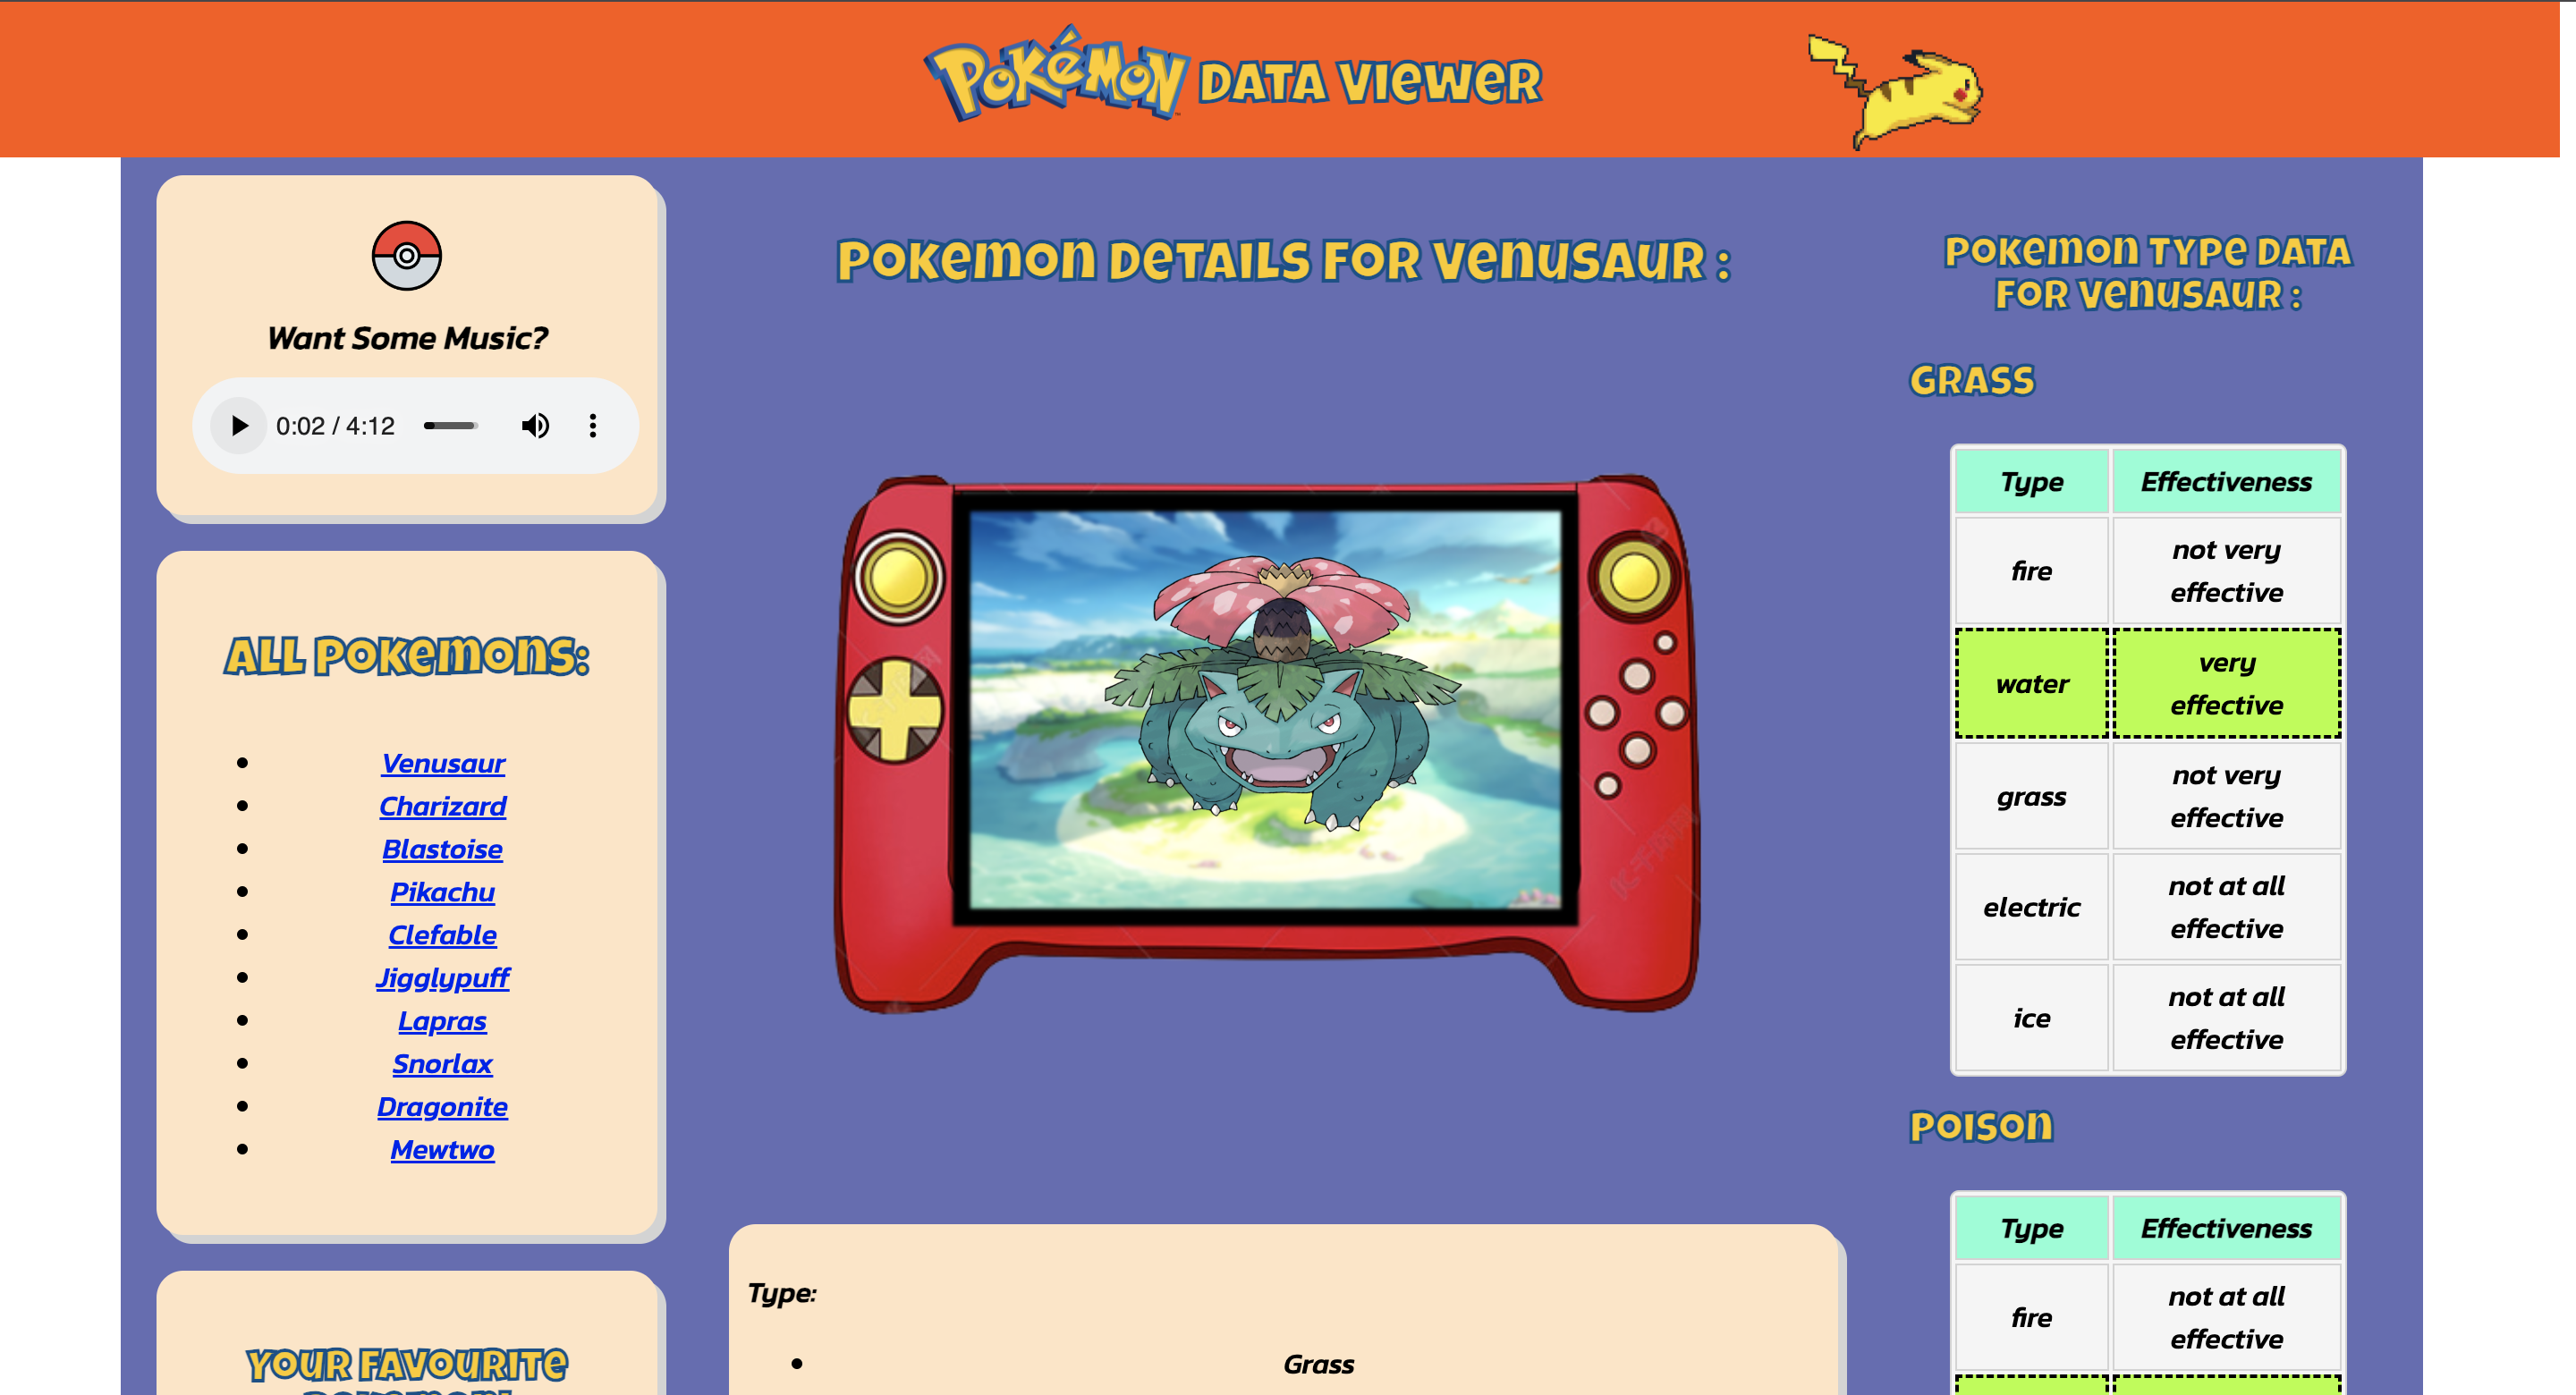 Pokémon DATA VIEWER
Want Some Music?
0:02 / 4:12
ALL POKEMONS:
Venusaur
Charizard
Blastoise
Pikachu
Clefable
Jigglypuff
Lapras
Snorlax
Dragonite
Mewtwo
YOUR FAVOURITE
POKEMON DETAILS FOR VENUSAUR :
Type:
Grass
POKEMON TYPE DATA
FOR VENUSAUR :
GRASS
Type Effectiveness
fire not very
effective
water very
effective
grass not very
effective
electric not at all
effective
ice not at all
effective
POISON
Type Effectiveness
fire not at all
effective